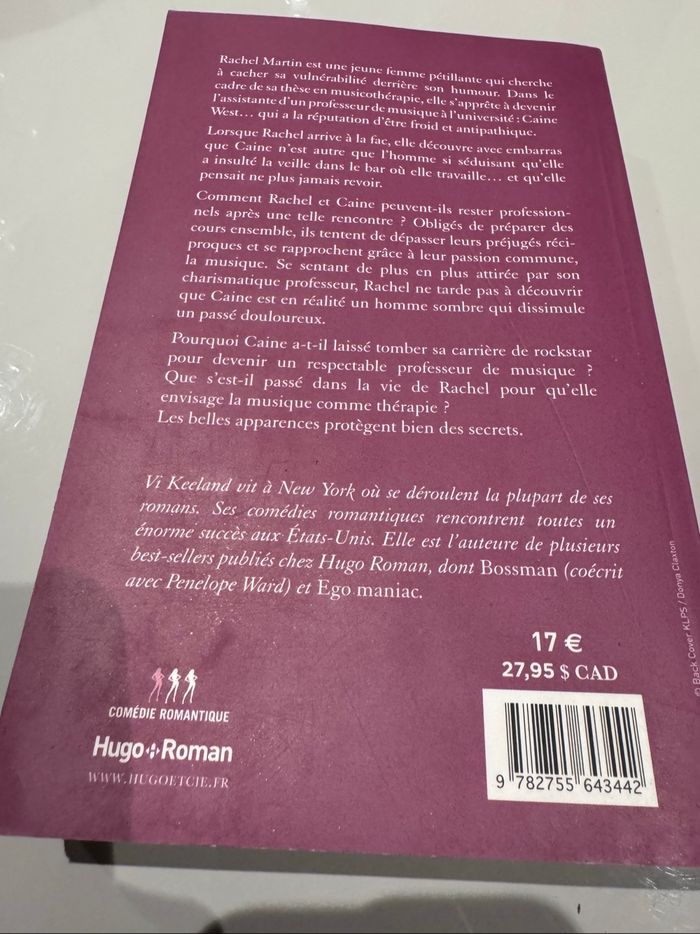 Rachel Martin est une jeune femme pétillante qui cherche
à cacher sa vulnérabilité derrière son humour. Dans le
cadre de sa thèse en musicothérapie, elle s'apprête à devenir
l'assistante d'un professeur de musique à l'université : Caine
West… qui a la réputation d'être froid et antipathique.
Lorsque Rachel arrive à la fac, elle découvre avec embarras
que Caine n'est autre que l'homme si séduisant qu'elle
a insulté la veille dans le bar où elle travaille… et qu'elle
pensait ne plus jamais revoir.
Comment Rachel et Caine peuvent-ils rester profession-
nels après une telle rencontre ? Obligés de préparer des
cours ensemble, ils tentent de dépasser leurs préjugés réci-
proques et se rapprochent grâce à leur passion commune,
la musique. Se sentant de plus en plus attirée par son
charismatique professeur, Rachel ne tarde pas à découvrir
que Caine est en réalité un homme sombre qui dissimule
un passé douloureux.
Pourquoi Caine a-t-il laissé tomber sa carrière de rockstar
pour devenir un respectable professeur de musique ?
Que s'est-il passé dans la vie de Rachel pour qu'elle
envisage la musique comme thérapie ?
Les belles apparences protègent bien des secrets.
Vi Keeland vit à New York où se déroulent la plupart de ses
romans. Ses comédies romantiques rencontrent toutes un
énorme succès aux États-Unis. Elle est l'auteure de plusieurs
best-sellers publiés chez Hugo Roman, dont Bossman (coécrit
avec Penelope Ward) et Ego maniac.
17 €
27,95 $ CAD
COMÉDIE ROMANTIQUE
Hugo Roman
WWW.HUGOETCIE.FR
9 782755 643442
© Back Cover KLPS / Donya Claxton